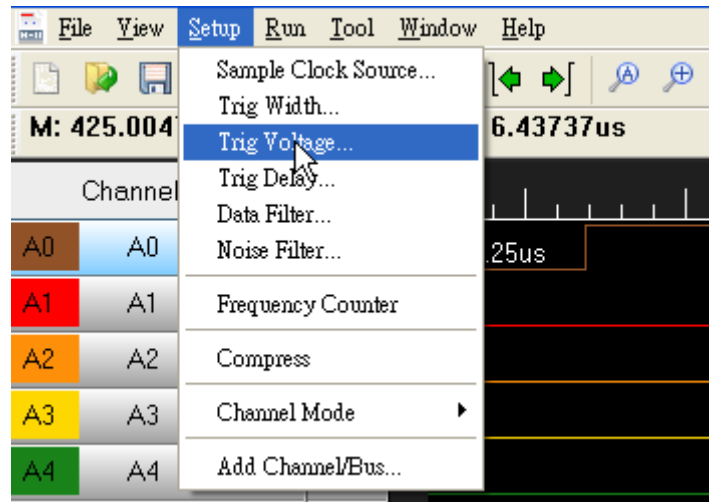 File View Setup Run Tool Window Help
Sample Clock Source...
Trig Width...
M: 425.004 6.43737us
Trig Voltage...
Trig Delay...
Channel
Data Filter...
A0 A0 Noise Filter... .25us
A1 A1 Frequency Counter
A2 A2 Compress
A3 A3 Channel Mode
A4 A4 Add Channel/Bus...